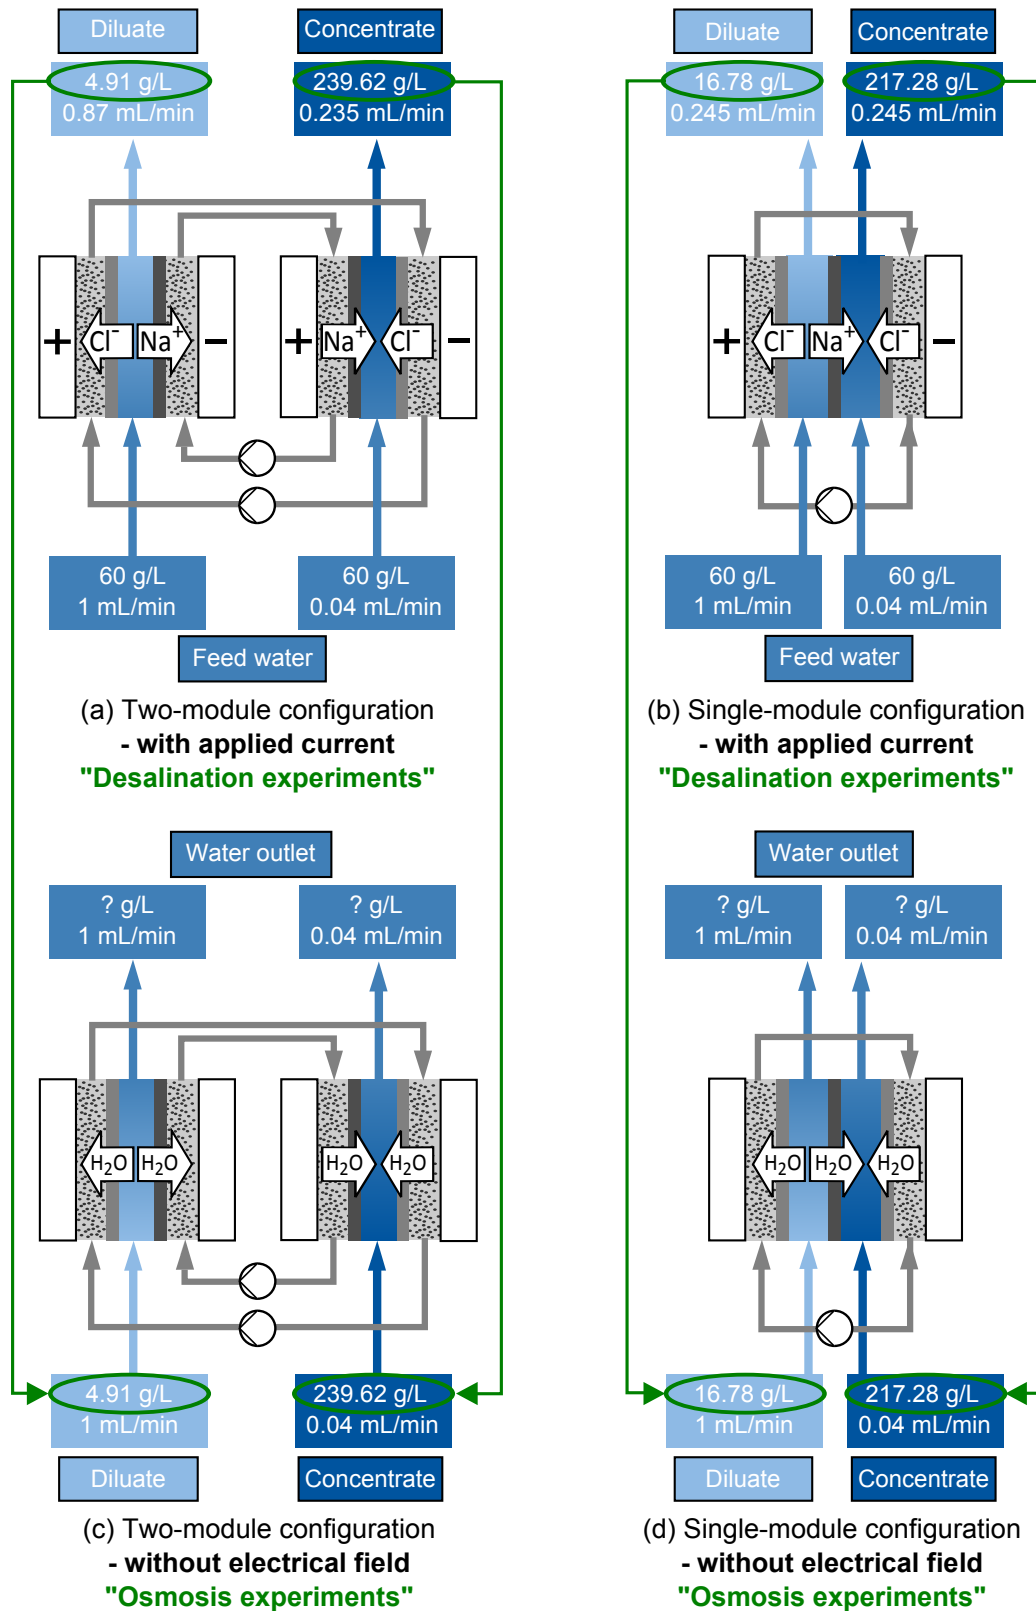 Diluate
Concentrate
4.91 g/L
0.87 mL/min
239.62 g/L
0.235 mL/min
+
Cl⁻
Na⁺
−
+
Na⁺
Cl⁻
−
60 g/L
1 mL/min
60 g/L
0.04 mL/min
Feed water
(a) Two-module configuration
- with applied current
"Desalination experiments"
Diluate
Concentrate
16.78 g/L
0.245 mL/min
217.28 g/L
0.245 mL/min
+
Cl⁻
Na⁺
Cl⁻
−
60 g/L
1 mL/min
60 g/L
0.04 mL/min
Feed water
(b) Single-module configuration
- with applied current
"Desalination experiments"
Water outlet
? g/L
1 mL/min
? g/L
0.04 mL/min
H₂O
H₂O
H₂O
H₂O
4.91 g/L
1 mL/min
239.62 g/L
0.04 mL/min
Diluate
Concentrate
(c) Two-module configuration
- without electrical field
"Osmosis experiments"
Water outlet
? g/L
1 mL/min
? g/L
0.04 mL/min
H₂O
H₂O
H₂O
16.78 g/L
1 mL/min
217.28 g/L
0.04 mL/min
Diluate
Concentrate
(d) Single-module configuration
- without electrical field
"Osmosis experiments"